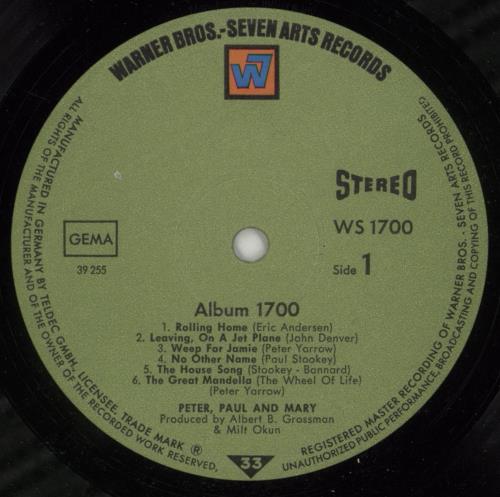 WARNER BROS.-SEVEN ARTS RECORDS
W7
STEREO
WS 1700
Side 1
GEMA
39 255
Album 1700
1. Rolling Home (Eric Andersen)
2. Leaving, On A Jet Plane (John Denver)
3. Weep For Jamie (Peter Yarrow)
4. No Other Name (Paul Stookey)
5. The House Song (Stookey - Bannard)
6. The Great Mandella (The Wheel Of Life)
(Peter Yarrow)
PETER, PAUL AND MARY
Produced by Albert B. Grossman
& Milt Okun
33
MANUFACTURED IN GERMANY BY TELDEC GMBH, LICENSEE, TRADE MARK ®
ALL RIGHTS OF THE MANUFACTURER AND OF THE OWNER OF THE RECORDED WORK RESERVED,
REGISTERED MASTER RECORDING OF WARNER BROS. - SEVEN ARTS RECORDS
UNAUTHORIZED PUBLIC PERFORMANCE, BROADCASTING AND COPYING OF THIS RECORD PROHIBITED